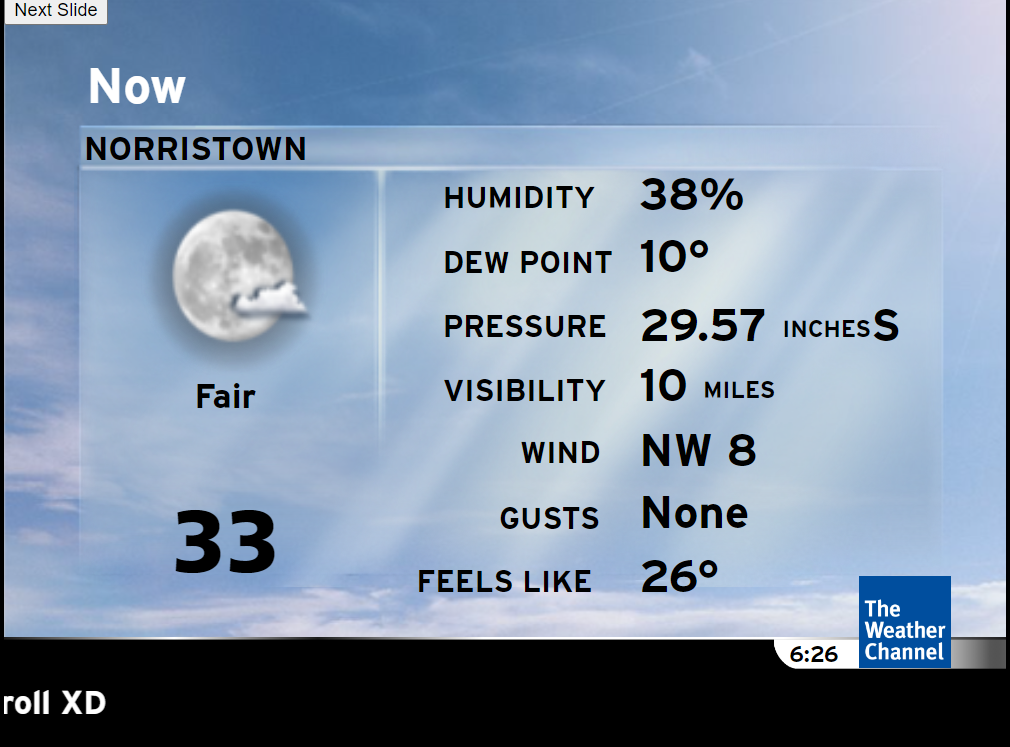 Next Slide
Now
NORRISTOWN
HUMIDITY 38%
DEW POINT 10°
PRESSURE 29.57 INCHESS
VISIBILITY 10 MILES
Fair
WIND NW 8
GUSTS None
33
FEELS LIKE 26°
The
Weather
Channel
6:26
roll XD